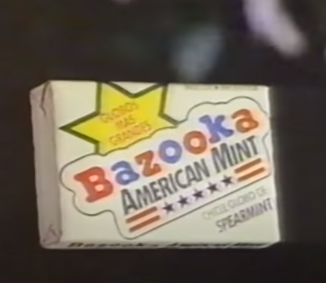 GLOBOS
MAS
GRANDES
Bazooka
AMERICAN MINT
CHICLE GLOBO DE
SPEARMINT